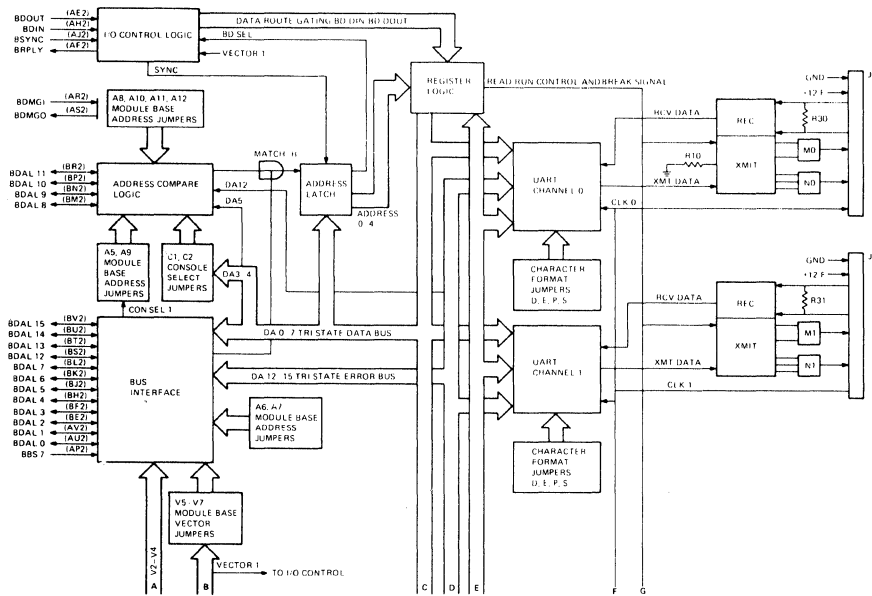 BDOUT (AE2)
BDIN (AH2)
BSYNC (AJ2)
BRPLY (AF2)
I/O CONTROL LOGIC
DATA ROUTE GATING BD DIN BD DOUT
BD SEL
VECTOR 1
SYNC
BDMGI (AR2)
BDMGO (AS2)
A8, A10, A11, A12
MODULE BASE
ADDRESS JUMPERS
REGISTER
LOGIC
READ RUN CONTROL AND BREAK SIGNAL
MATCH H
BDAL 11 (BR2)
BDAL 10 (BP2)
BDAL 9 (BN2)
BDAL 8 (BM2)
ADDRESS COMPARE
LOGIC
DA12
DA5
ADDRESS
LATCH
ADDRESS
0 4
UART
CHANNEL 0
RCV DATA
R10
XMT DATA
CLK 0
REC
XMIT
GND
+12 F
R30
M0
N0
J
A5, A9
MODULE
BASE
ADDRESS
JUMPERS
C1, C2
CONSOLE
SELECT
JUMPERS
DA3 4
CHARACTER
FORMAT
JUMPERS
D, E, P, S
CONSEL 1
BDAL 15 (BV2)
BDAL 14 (BU2)
BDAL 13 (BT2)
BDAL 12 (BS2)
BDAL 7 (BL2)
BDAL 6 (BK2)
BDAL 5 (BJ2)
BDAL 4 (BH2)
BDAL 3 (BF2)
BDAL 2 (BE2)
BDAL 1 (AV2)
BDAL 0 (AU2)
BBS 7 (AP2)
BUS
INTERFACE
DA 0 7 TRI STATE DATA BUS
DA 12 15 TRI STATE ERROR BUS
A6, A7
MODULE BASE
ADDRESS
JUMPERS
UART
CHANNEL 1
RCV DATA
XMT DATA
CLK 1
REC
XMIT
GND
+12 F
R31
M1
N1
J
CHARACTER
FORMAT
JUMPERS
D, E, P, S
V5 - V7
MODULE BASE
VECTOR
JUMPERS
V2-V4
A
B
VECTOR 1
TO I/O CONTROL
C
D
E
F
G